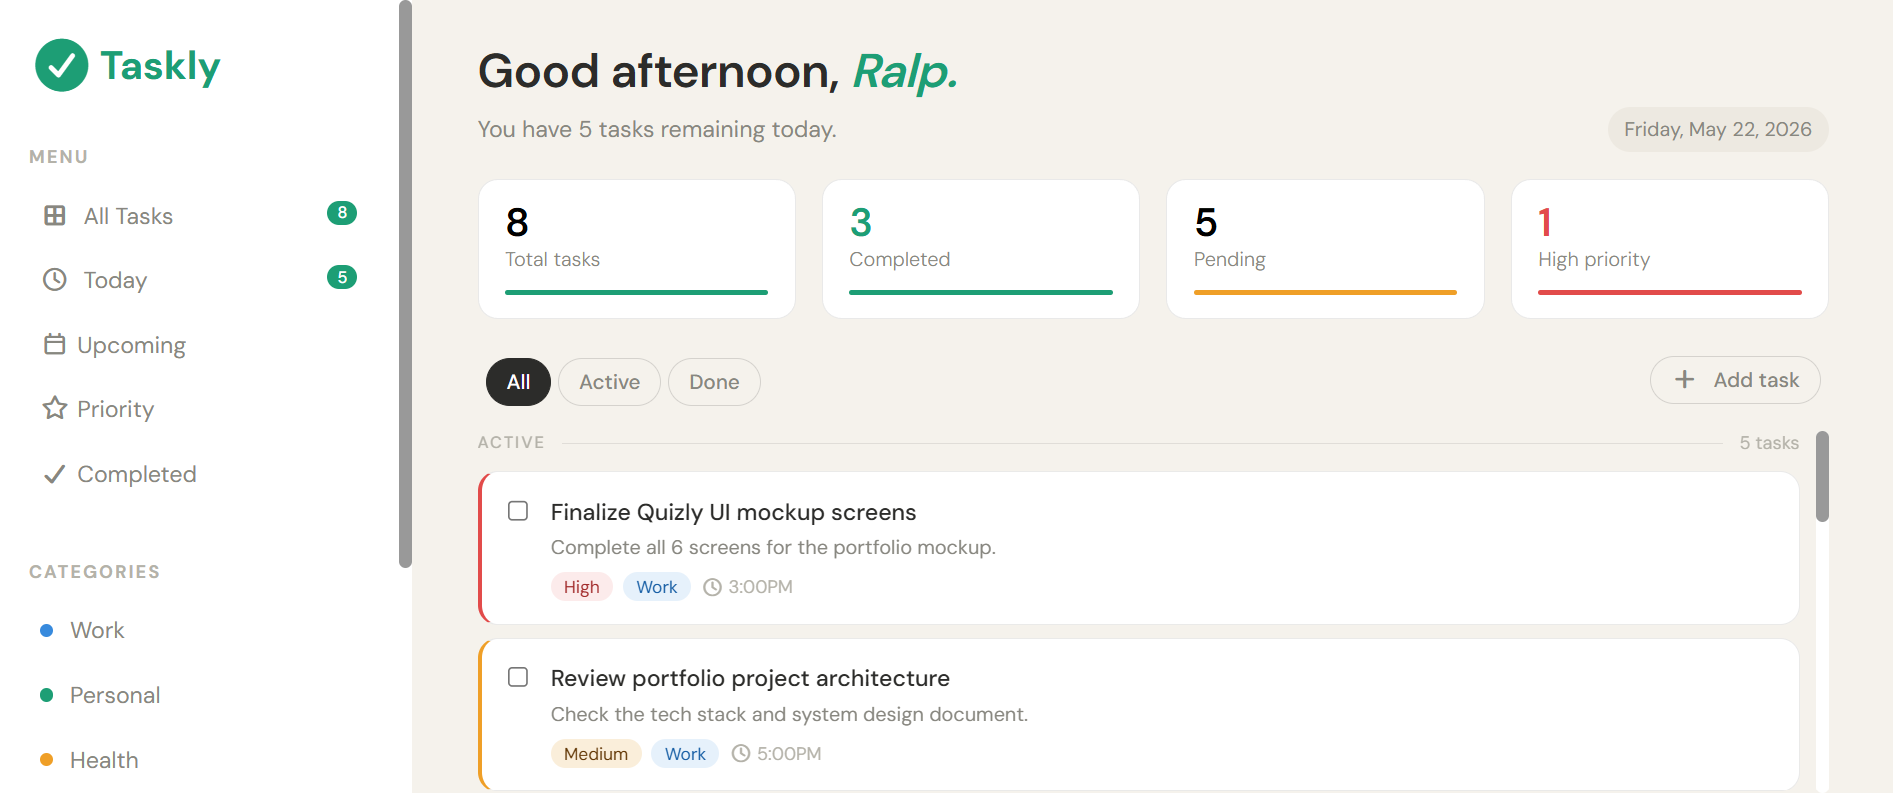 Taskly
MENU
All Tasks 8
Today 5
Upcoming
Priority
Completed
CATEGORIES
Work
Personal
Health
Good afternoon, Ralp.
You have 5 tasks remaining today.
Friday, May 22, 2026
8
Total tasks
3
Completed
5
Pending
1
High priority
All Active Done
+ Add task
ACTIVE 5 tasks
Finalize Quizly UI mockup screens
Complete all 6 screens for the portfolio mockup.
High Work 3:00PM
Review portfolio project architecture
Check the tech stack and system design document.
Medium Work 5:00PM